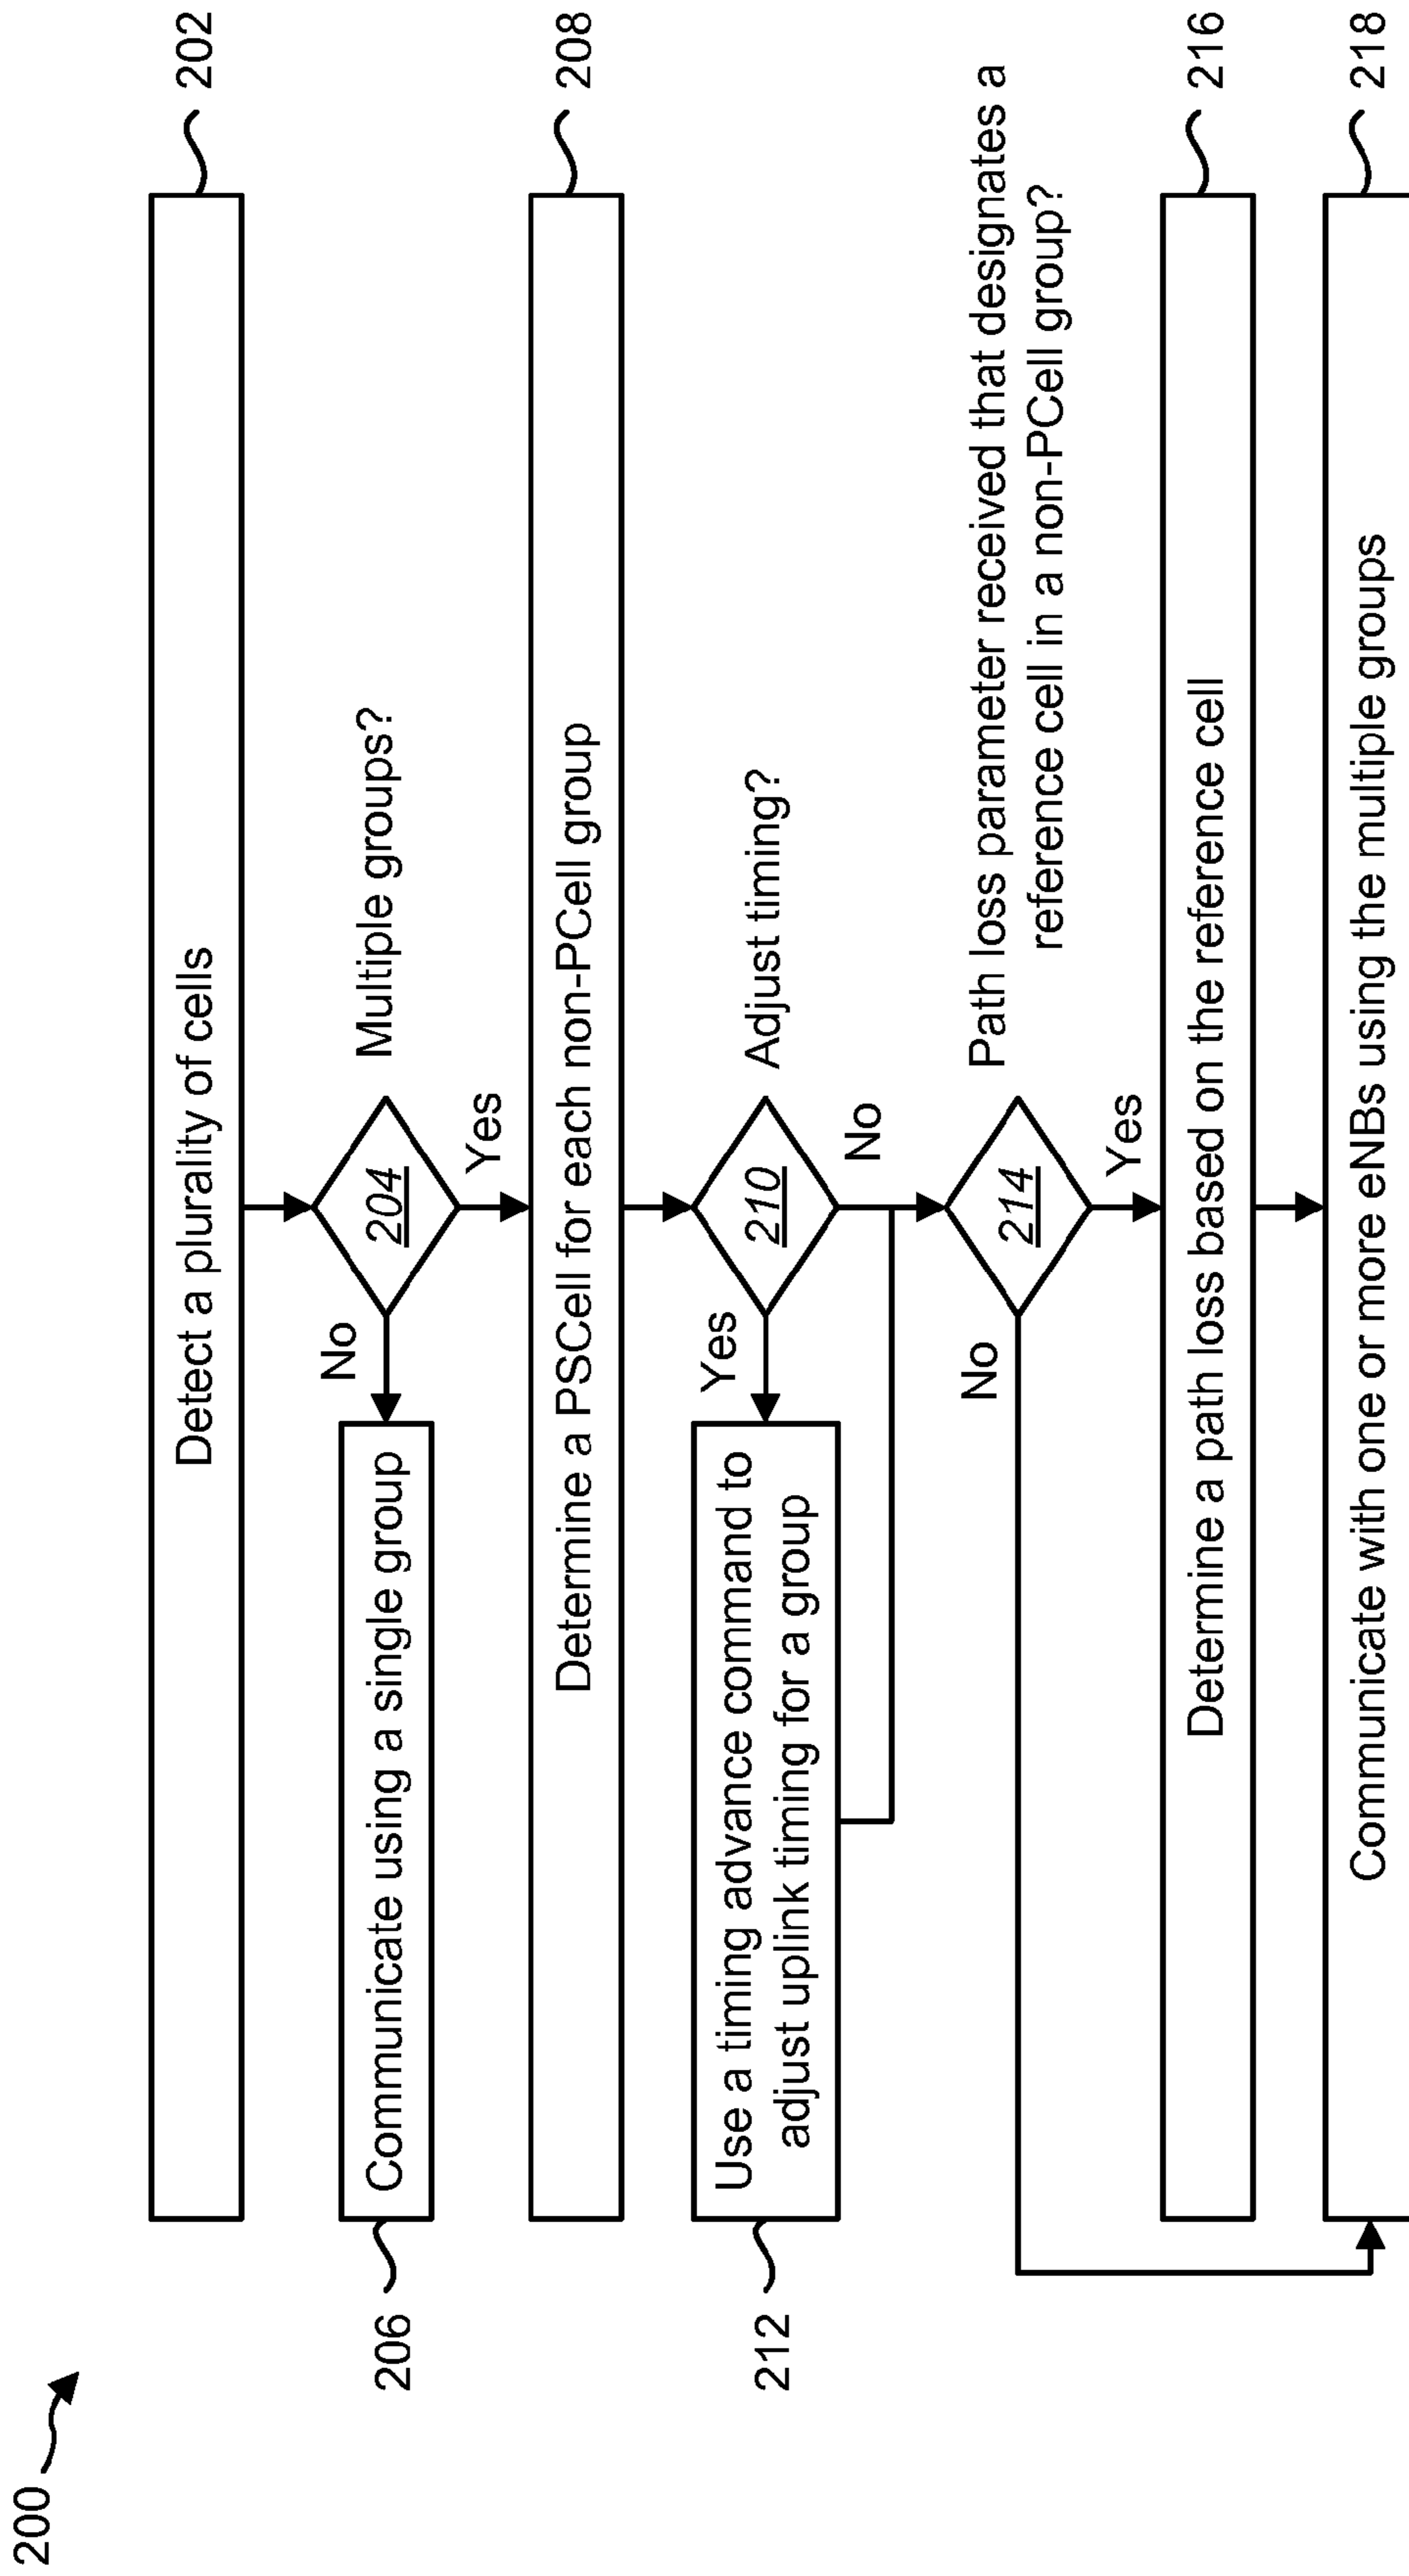 200
Detect a plurality of cells
202
204
Multiple groups?
No
Yes
Communicate using a single group
206
Determine a PSCell for each non-PCell group
208
210
Adjust timing?
Yes
No
Use a timing advance command to
adjust uplink timing for a group
212
214
Path loss parameter received that designates a
reference cell in a non-PCell group?
No
Yes
Determine a path loss based on the reference cell
216
Communicate with one or more eNBs using the multiple groups
218